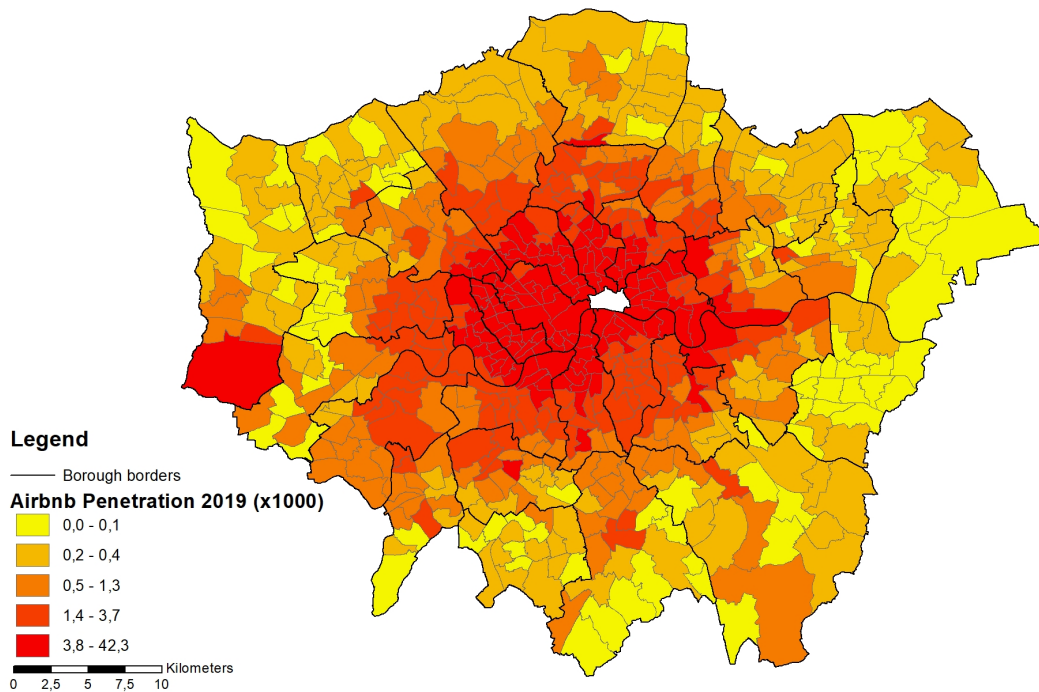 Legend
Borough borders
Airbnb Penetration 2019 (x1000)
0,0 - 0,1
0,2 - 0,4
0,5 - 1,3
1,4 - 3,7
3,8 - 42,3
Kilometers
0 2,5 5 7,5 10